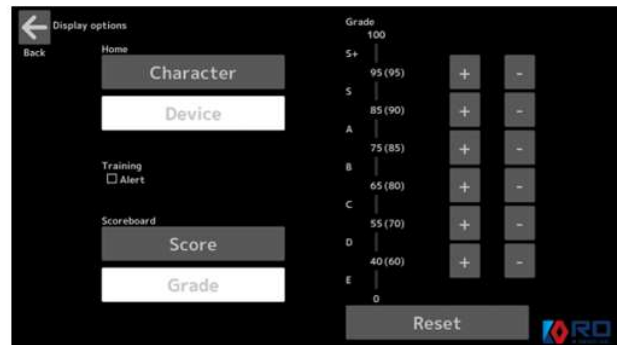 Display options
Back
Home
Character
Device
Training
Alert
Scoreboard
Score
Grade
Grade
100
S+
95 (95)
+ -
S
85 (90)
+ -
A
75 (85)
+ -
B
65 (80)
+ -
C
55 (70)
+ -
D
40 (60)
+ -
E
0
Reset
RD